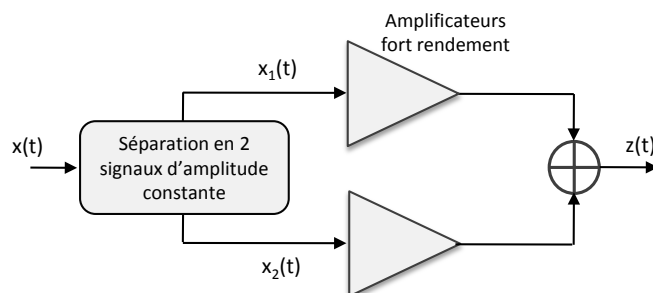 Amplificateurs
fort rendement
x1(t)
x(t)
Séparation en 2
signaux d'amplitude
constante
z(t)
x2(t)